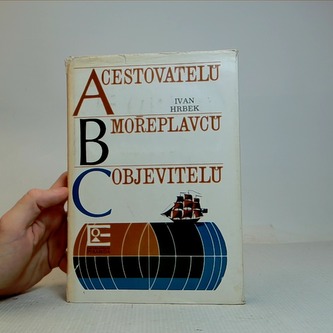 A CESTOVATELŮ
IVAN
HRBEK
B MOŘEPLAVCŮ
C OBJEVITELŮ